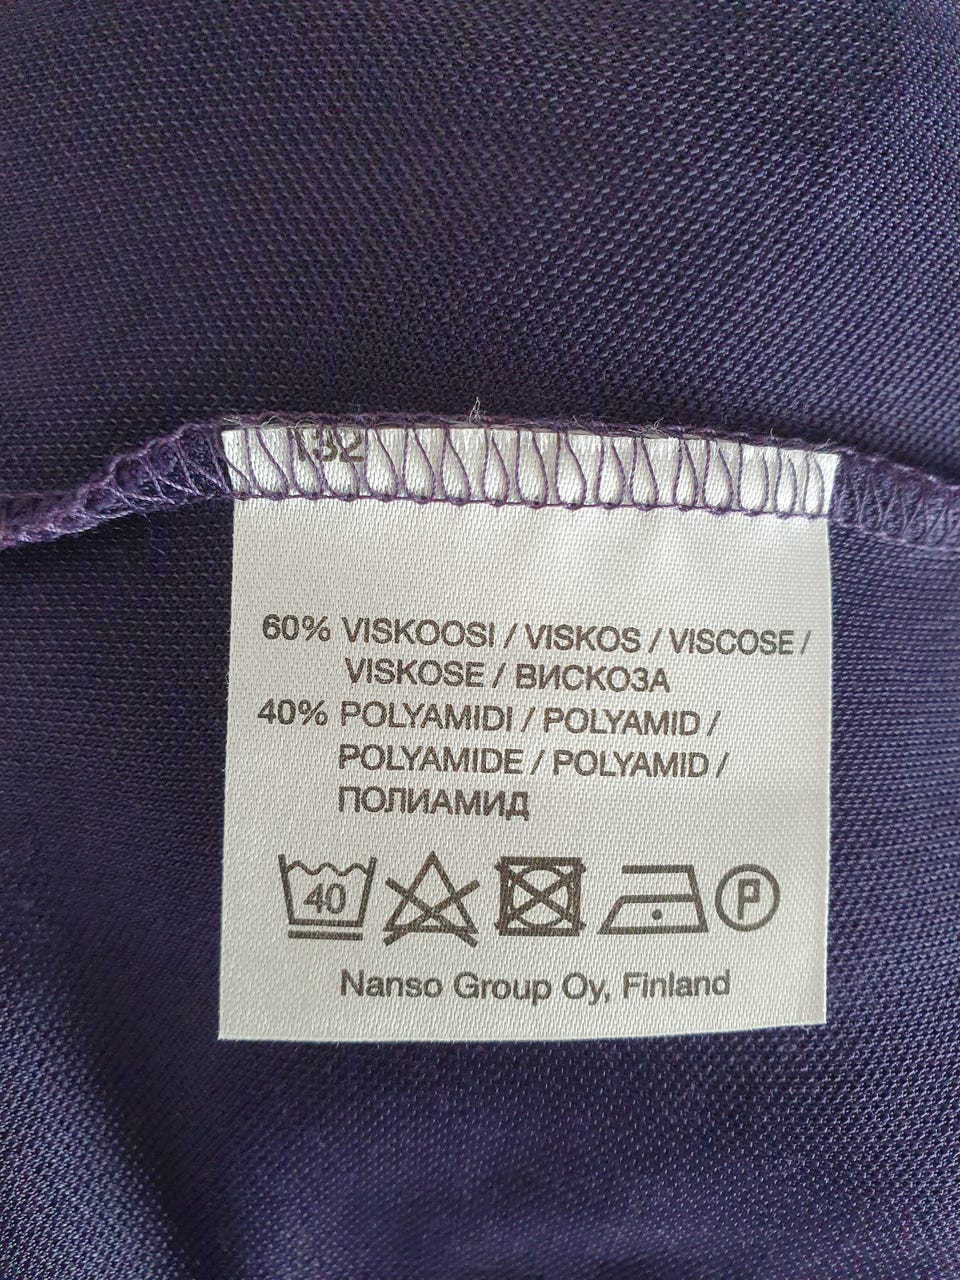 132
60% VISKOOSI / VISKOS / VISCOSE /
VISKOSE / ВИСКОЗА
40% POLYAMIDI / POLYAMID /
POLYAMIDE / POLYAMID /
ПОЛИАМИД
40 P
Nanso Group Oy, Finland